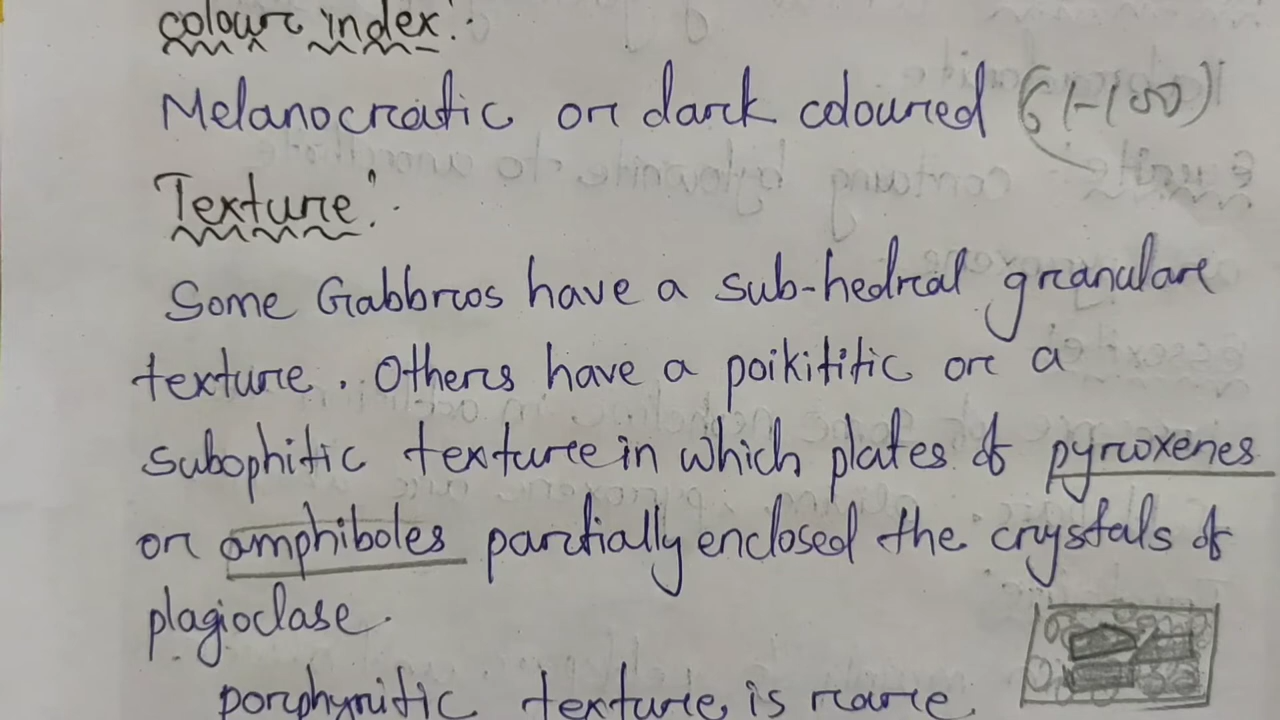 colour index:
Melanocratic or dark coloured (61-100)
Texture:
Some Gabbros have a sub-hedral granular
texture. Others have a poikititic or a
subophitic texture in which plates of pyroxenes
or amphiboles partially enclosed the crystals of
plagioclase.
porphyritic texture is rare